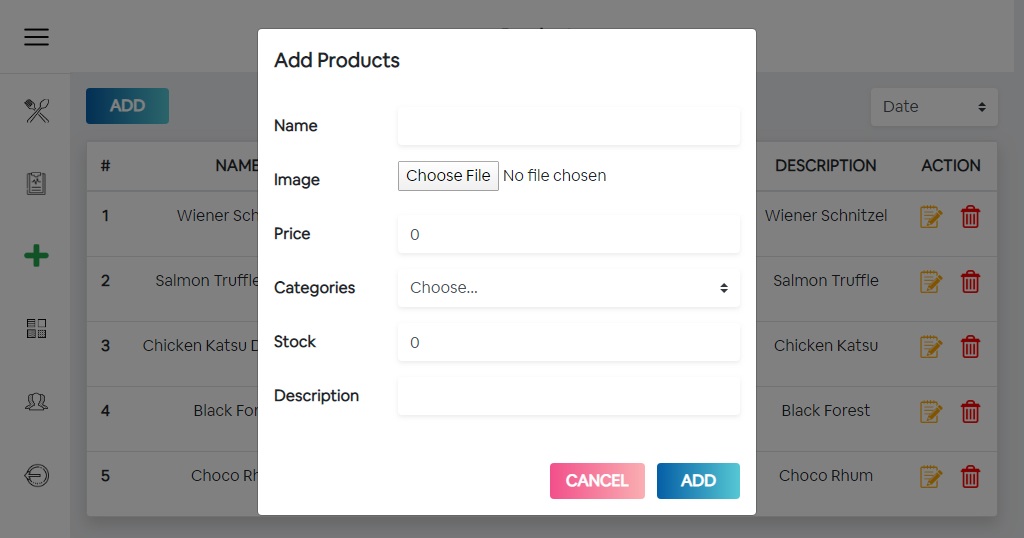 Add Products
ADD
Date
Name
Image Choose File No file chosen
Price 0
Categories Choose...
Stock 0
Description
CANCEL ADD
# NAME DESCRIPTION ACTION
1 Wiener Sch Wiener Schnitzel
2 Salmon Truffle Salmon Truffle
3 Chicken Katsu Chicken Katsu
4 Black For Black Forest
5 Choco Rh Choco Rhum